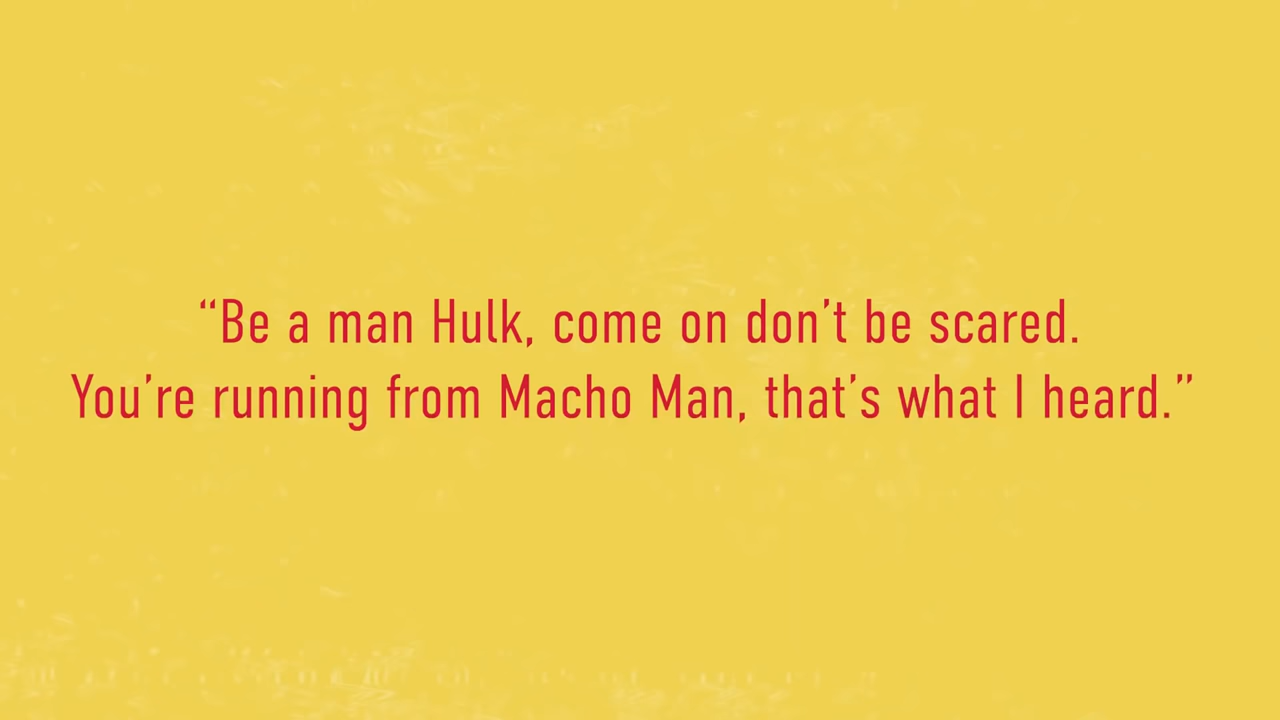 “Be a man Hulk, come on don’t be scared.
You’re running from Macho Man, that’s what I heard.”